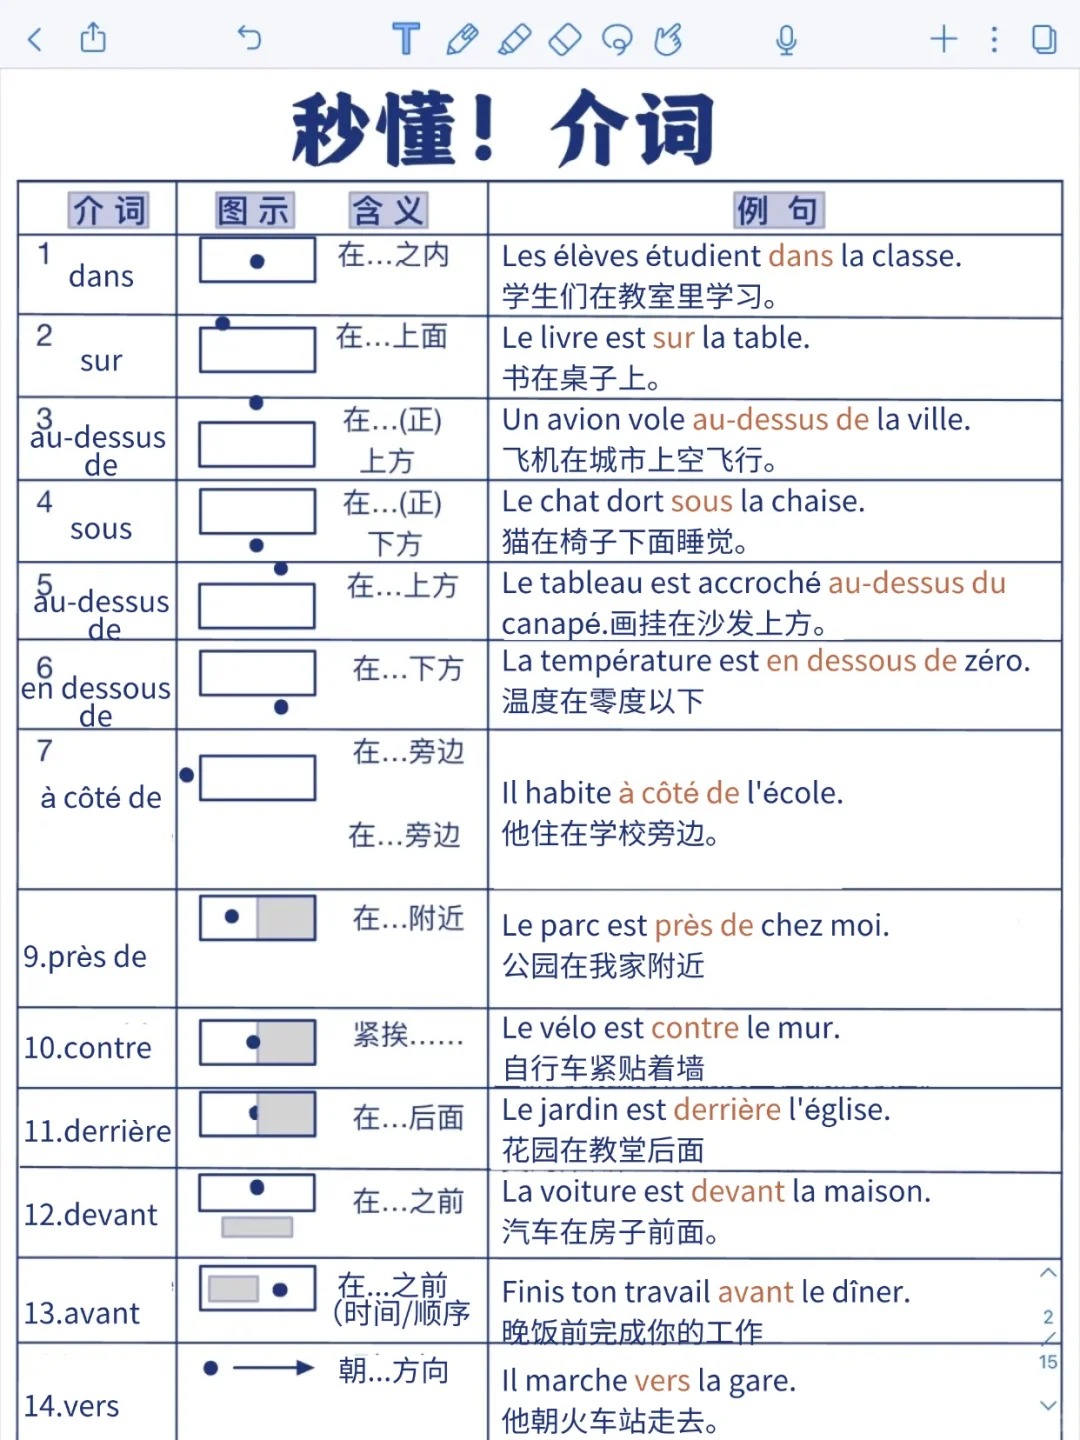 秒懂！介词
介词 图示 含义 例句
1
dans
在…之内
Les élèves étudient dans la classe.
学生们在教室里学习。
2
sur
在…上面
Le livre est sur la table.
书在桌子上。
3
au-dessus
de
在…(正)
上方
Un avion vole au-dessus de la ville.
飞机在城市上空飞行。
4
sous
在…(正)
下方
Le chat dort sous la chaise.
猫在椅子下面睡觉。
5
au-dessus
de
在…上方
Le tableau est accroché au-dessus du
canapé.画挂在沙发上方。
6
en dessous
de
在…下方
La température est en dessous de zéro.
温度在零度以下
7
à côté de
在…旁边
在…旁边
Il habite à côté de l'école.
他住在学校旁边。
9.près de
在…附近
Le parc est près de chez moi.
公园在我家附近
10.contre
紧挨……
Le vélo est contre le mur.
自行车紧贴着墙
11.derrière
在…后面
Le jardin est derrière l'église.
花园在教堂后面
12.devant
在…之前
La voiture est devant la maison.
汽车在房子前面。
13.avant
在…之前
（时间/顺序
Finis ton travail avant le dîner.
晚饭前完成你的工作
14.vers
朝…方向
Il marche vers la gare.
他朝火车站走去。
2
/
15